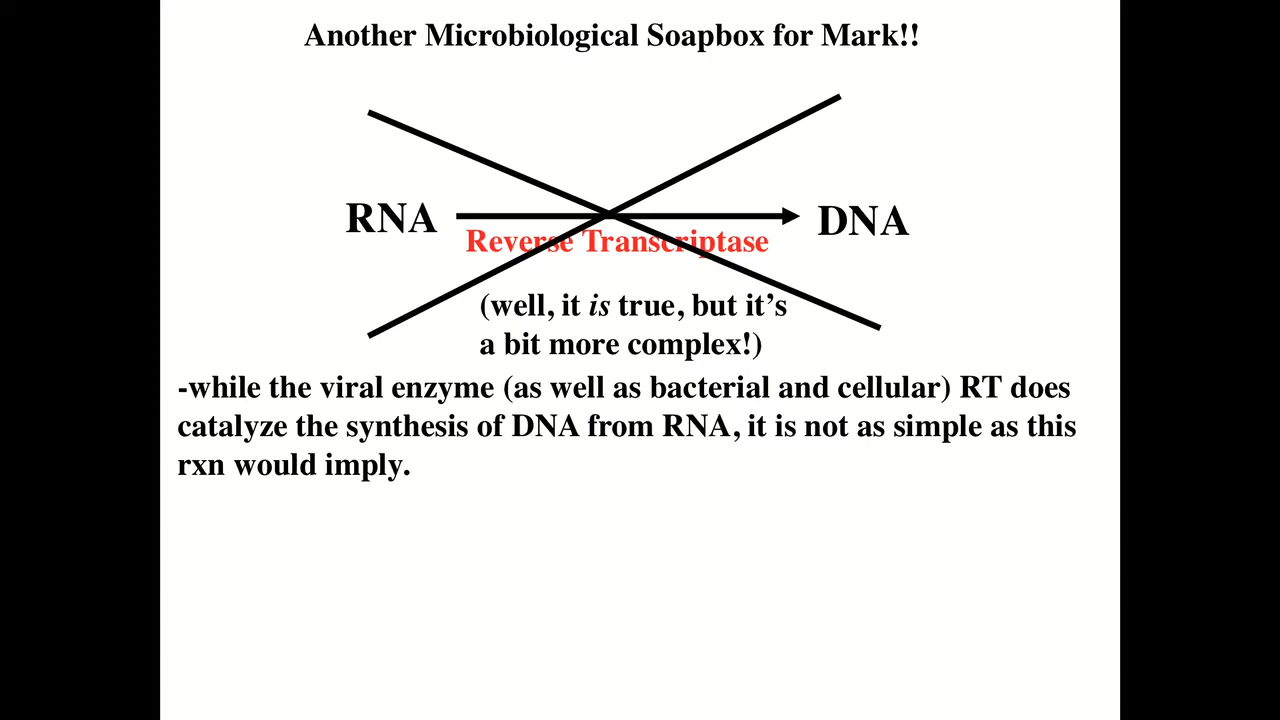 Another Microbiological Soapbox for Mark!!
RNA
DNA
Reverse Transcriptase
(well, it is true, but it’s
a bit more complex!)
-while the viral enzyme (as well as bacterial and cellular) RT does
catalyze the synthesis of DNA from RNA, it is not as simple as this
rxn would imply.